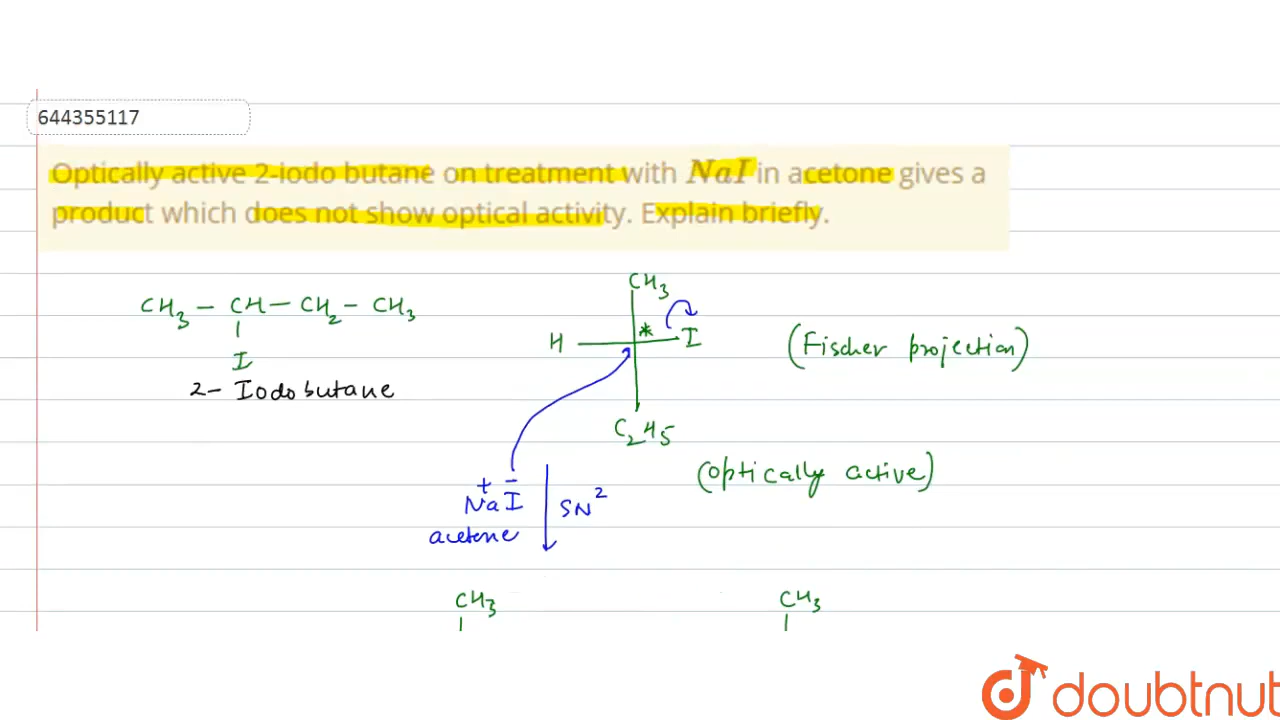 644355117
Optically active 2-iodo butane on treatment with NaI in acetone gives a
product which does not show optical activity. Explain briefly.
CH3 - CH - CH2 - CH3
I
2- Iodobutane
CH3
H * I
C2H5
(Fischer projection)
(optically active)
+ -
NaI
acetone
SN2
CH3 CH3
doubtnut